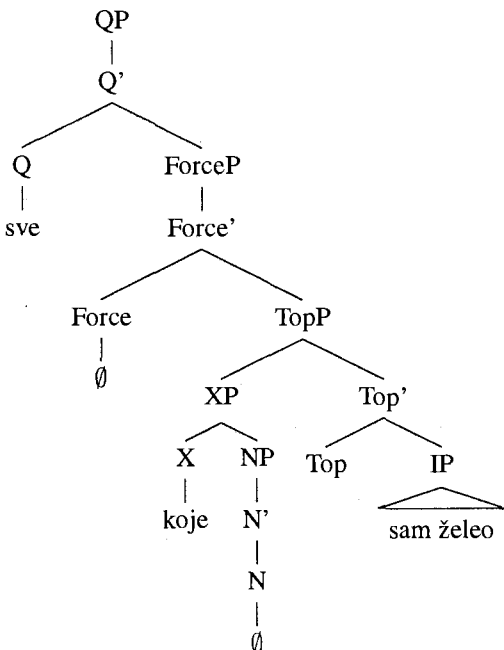 QP
Q’
Q ForceP
sve Force’
Force TopP
∅ XP Top’
X NP Top IP
koje N’ sam želeo
N
∅